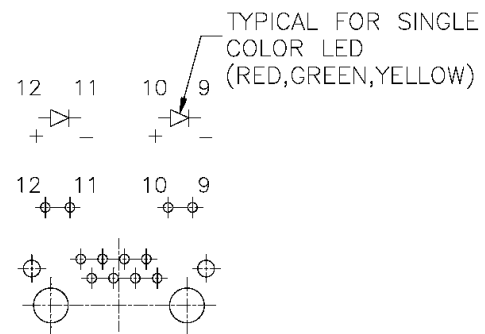 TYPICAL FOR SINGLE
COLOR LED
(RED,GREEN,YELLOW)
12 11 10 9
+ − + −
12 11 10 9